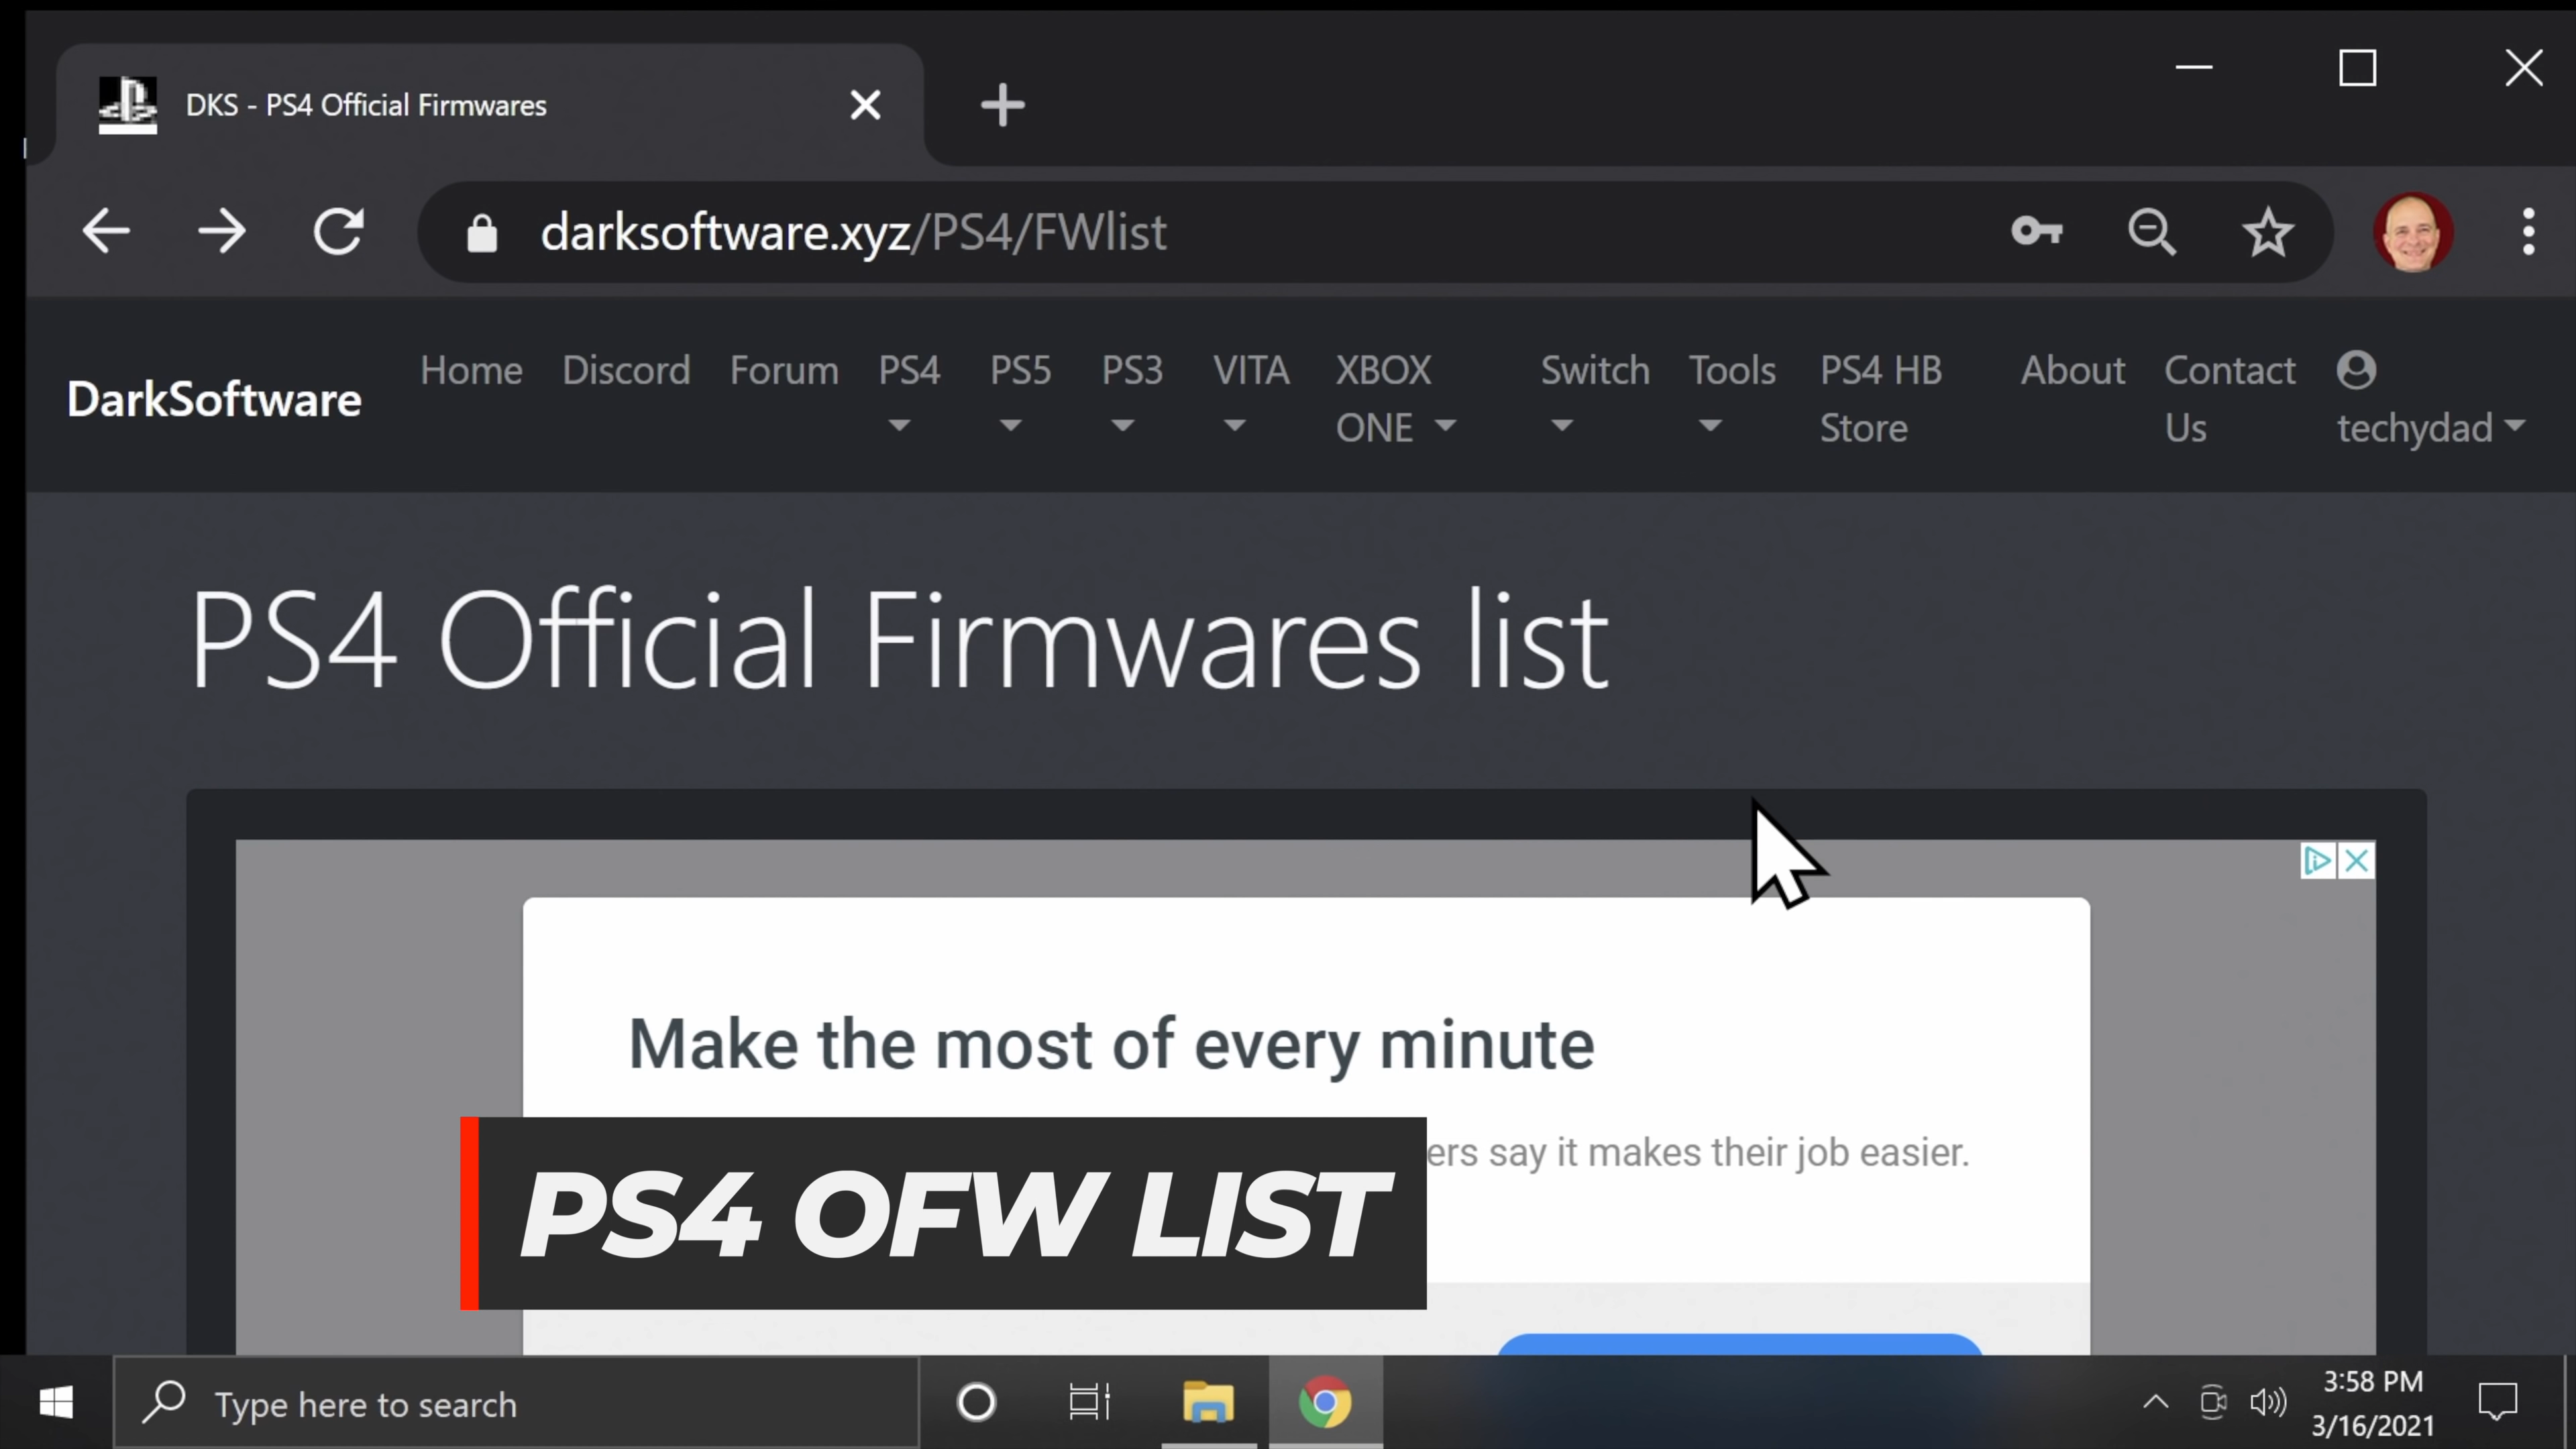 DKS - PS4 Official Firmwares
darksoftware.xyz/PS4/FWlist
DarkSoftware
Home
Discord
Forum
PS4
PS5
PS3
VITA
XBOX
ONE
Switch
Tools
PS4 HB
Store
About
Contact
Us
techydad
PS4 Official Firmwares list
Make the most of every minute
ers say it makes their job easier.
PS4 OFW LIST
Type here to search
3:58 PM
3/16/2021